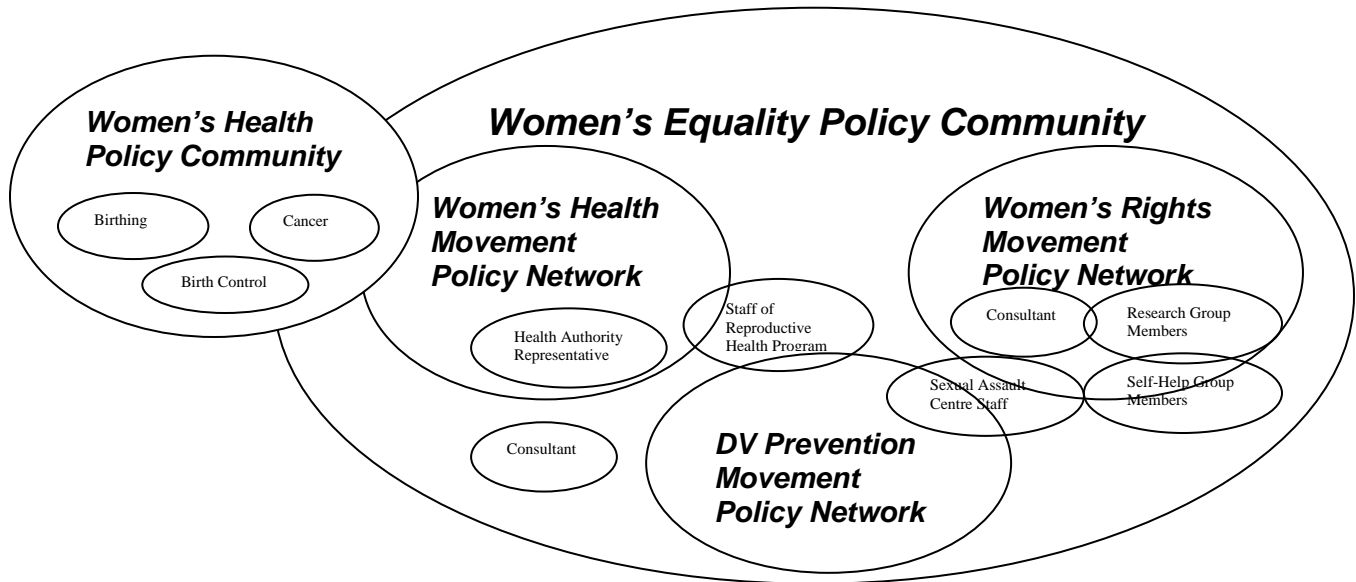 Women's Health
Policy Community
Birthing
Cancer
Birth Control
Women's Equality Policy Community
Women's Health
Movement
Policy Network
Health Authority
Representative
Staff of
Reproductive
Health Program
Women's Rights
Movement
Policy Network
Consultant
Research Group
Members
Sexual Assault
Centre Staff
Self-Help Group
Members
Consultant
DV Prevention
Movement
Policy Network